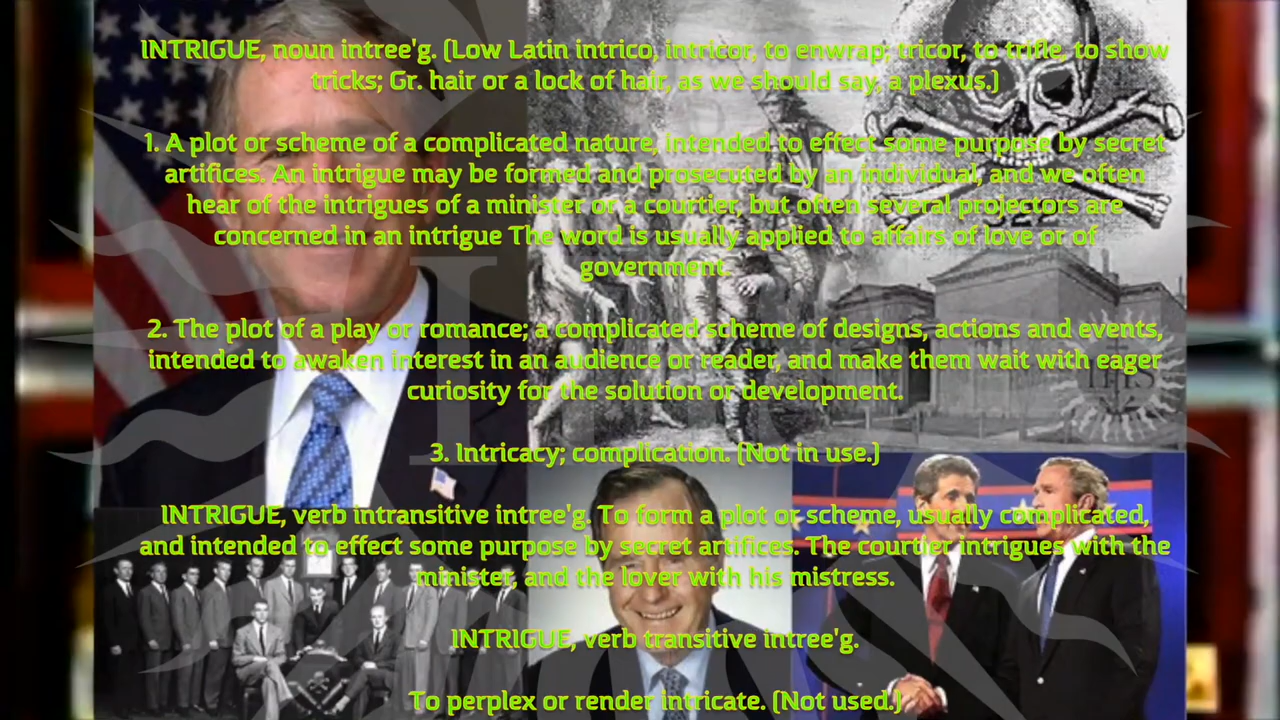 INTRIGUE, noun intree'g. (Low Latin intrico, intricor, to enwrap; tricor, to trifle, to show
tricks; Gr. hair or a lock of hair, as we should say, a plexus.)
1. A plot or scheme of a complicated nature, intended to effect some purpose by secret
artifices. An intrigue may be formed and prosecuted by an individual, and we often
hear of the intrigues of a minister or a courtier, but often several projectors are
concerned in an intrigue The word is usually applied to affairs of love or of
government.
2. The plot of a play or romance; a complicated scheme of designs, actions and events,
intended to awaken interest in an audience or reader, and make them wait with eager
curiosity for the solution or development.
IHS
3. Intricacy; complication. (Not in use.)
INTRIGUE, verb intransitive intree'g. To form a plot or scheme, usually complicated,
and intended to effect some purpose by secret artifices. The courtier intrigues with the
minister, and the lover with his mistress.
INTRIGUE, verb transitive intree'g.
To perplex or render intricate. (Not used.)